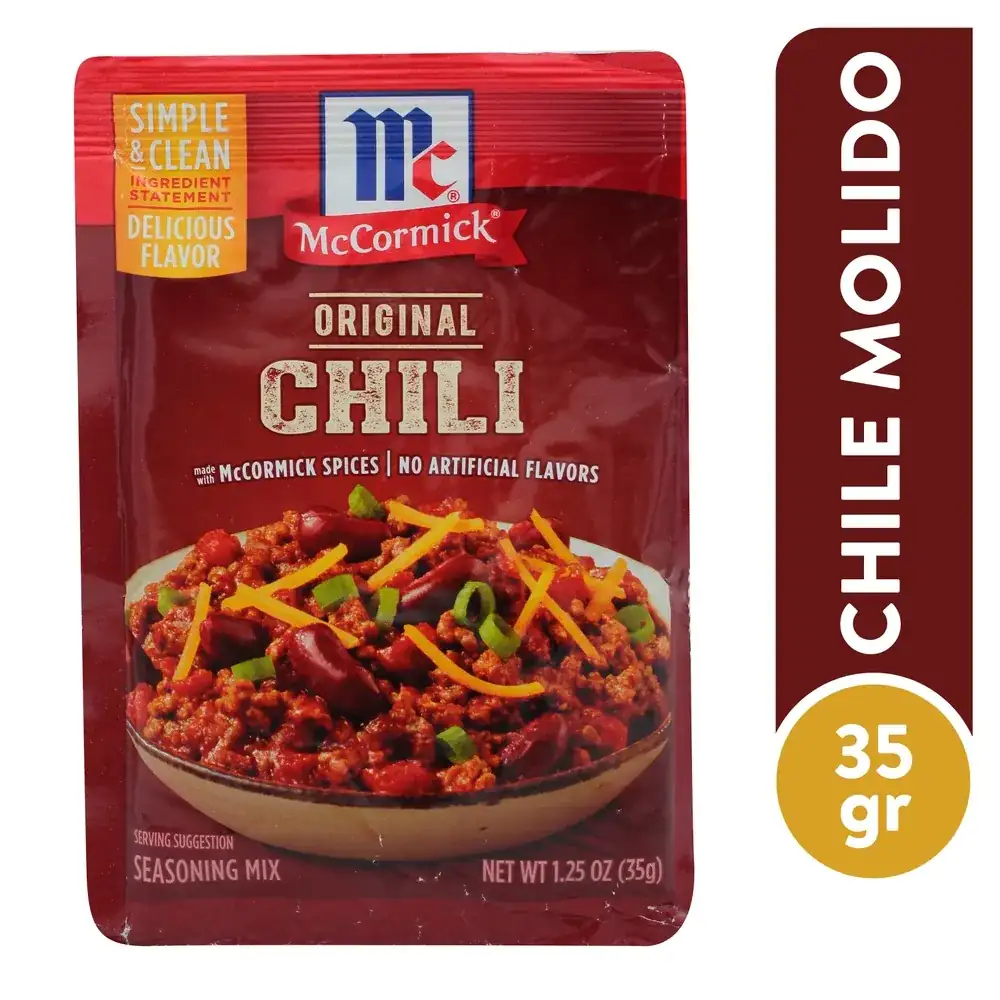 SIMPLE
& CLEAN
INGREDIENT
STATEMENT
DELICIOUS
FLAVOR
Mc®
McCormick®
ORIGINAL
CHILI
made with McCORMICK SPICES | NO ARTIFICIAL FLAVORS
SERVING SUGGESTION
SEASONING MIX
NET WT 1.25 OZ (35g)
CHILE MOLIDO
35
gr